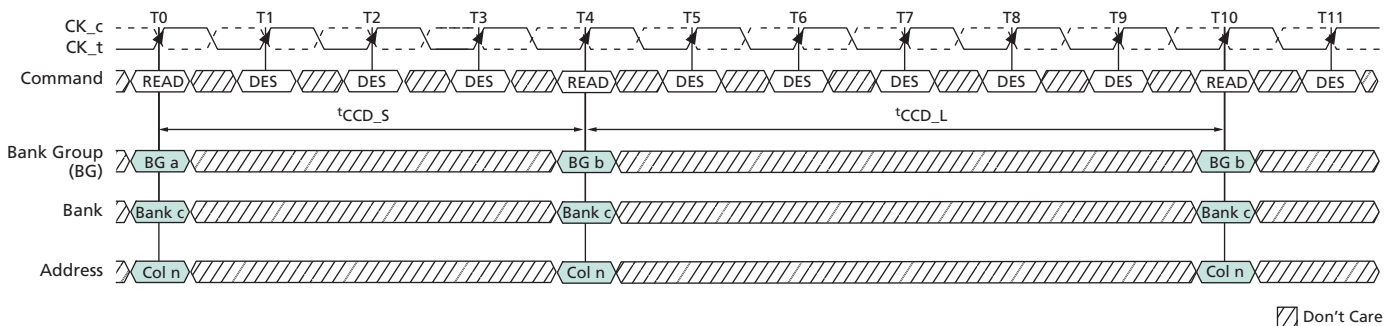 T0 T1 T2 T3 T4 T5 T6 T7 T8 T9 T10 T11
CK_c
CK_t
Command READ DES DES DES READ DES DES DES DES DES READ DES
tCCD_S tCCD_L
Bank Group
(BG) BG a BG b BG b
Bank Bank c Bank c Bank c
Address Col n Col n Col n
Don't Care